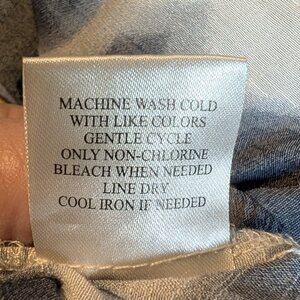 MACHINE WASH COLD
WITH LIKE COLORS
GENTLE CYCLE
ONLY NON-CHLORINE
BLEACH WHEN NEEDED
LINE DRY
COOL IRON IF NEEDED